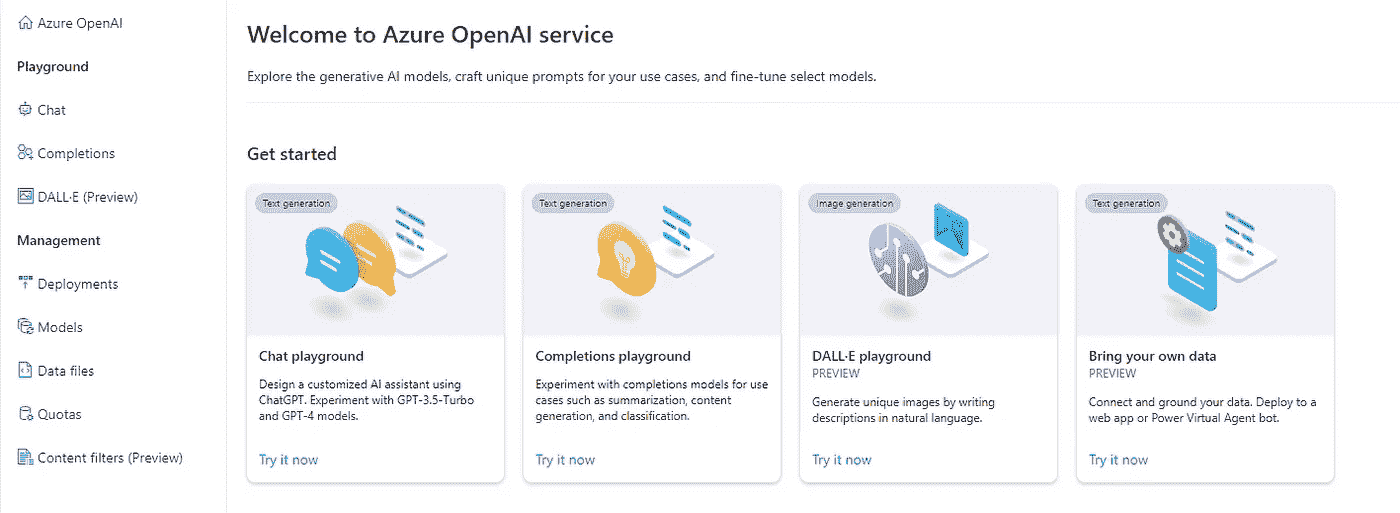 Azure OpenAI
Playground
Chat
Completions
DALL·E (Preview)
Management
Deployments
Models
Data files
Quotas
Content filters (Preview)
Welcome to Azure OpenAI service
Explore the generative AI models, craft unique prompts for your use cases, and fine-tune select models.
Get started
Text generation
Chat playground
Design a customized AI assistant using
ChatGPT. Experiment with GPT-3.5-Turbo
and GPT-4 models.
Try it now
Text generation
Completions playground
Experiment with completions models for use
cases such as summarization, content
generation, and classification.
Try it now
Image generation
DALL·E playground
PREVIEW
Generate unique images by writing
descriptions in natural language.
Try it now
Text generation
Bring your own data
PREVIEW
Connect and ground your data. Deploy to a
web app or Power Virtual Agent bot.
Try it now